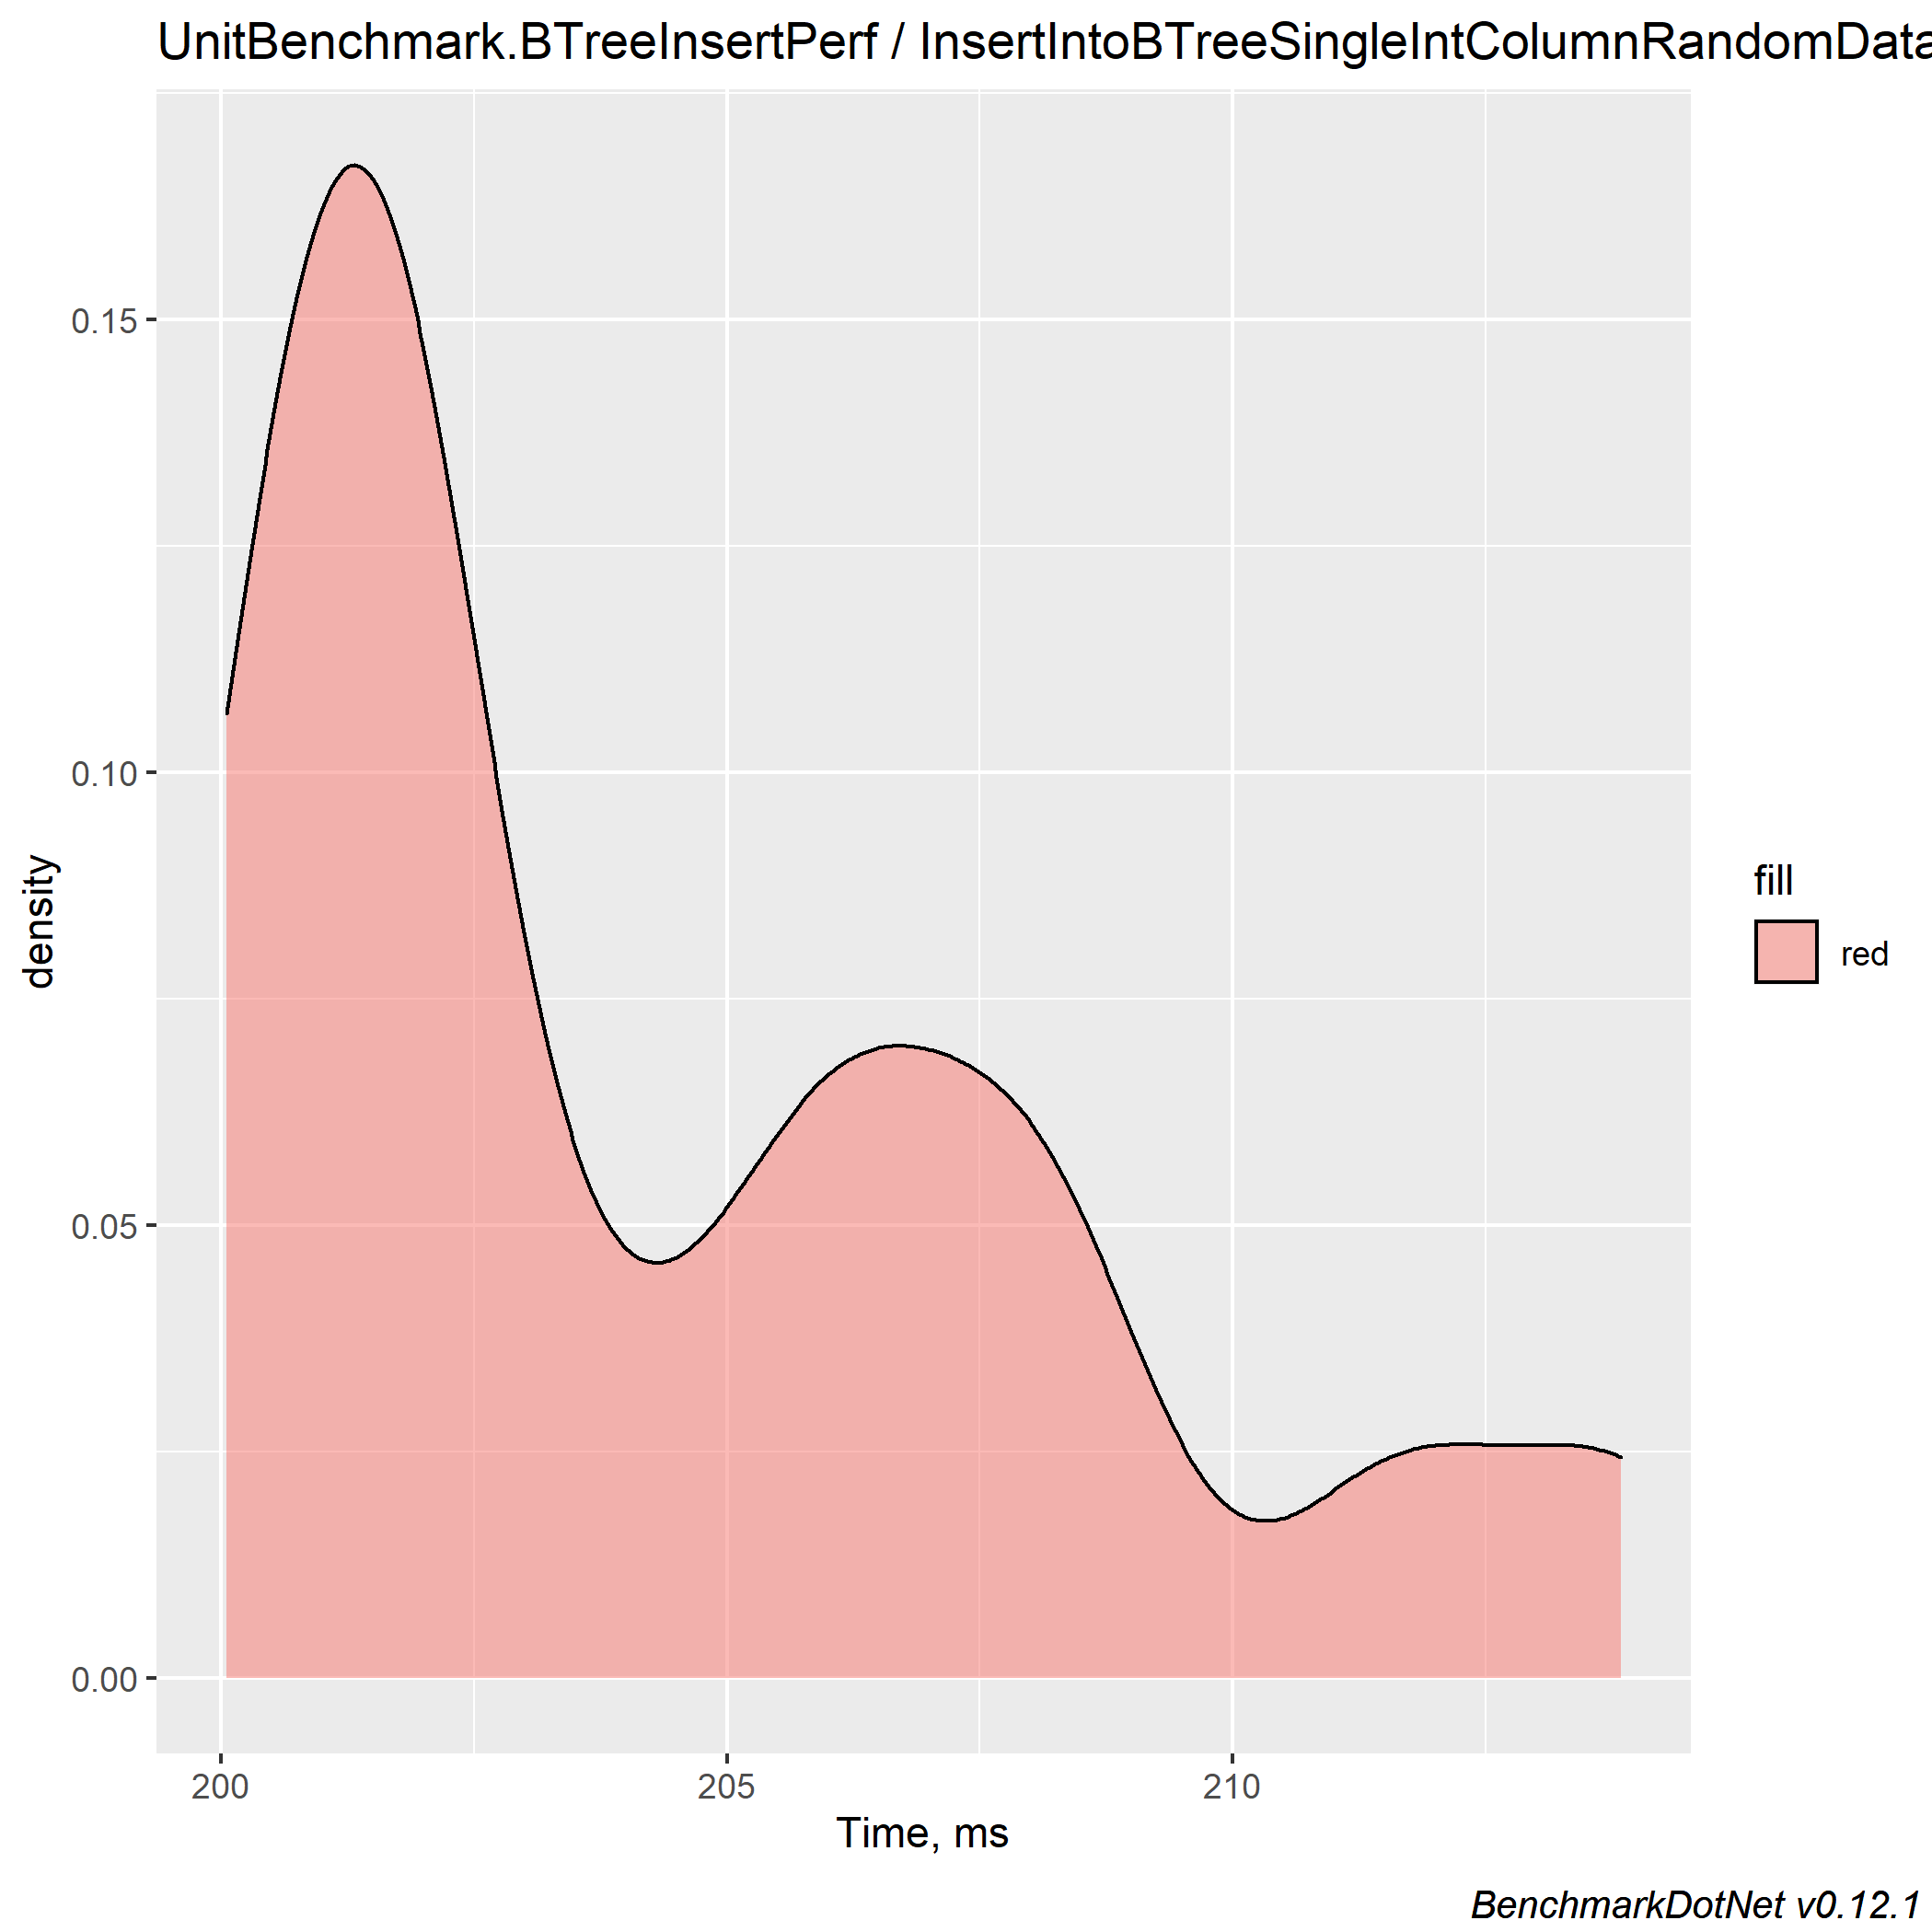 UnitBenchmark.BTreeInsertPerf / InsertIntoBTreeSingleIntColumnRandomData
0.15
0.10
0.05
0.00
density
200
205
210
Time, ms
fill
red
BenchmarkDotNet v0.12.1